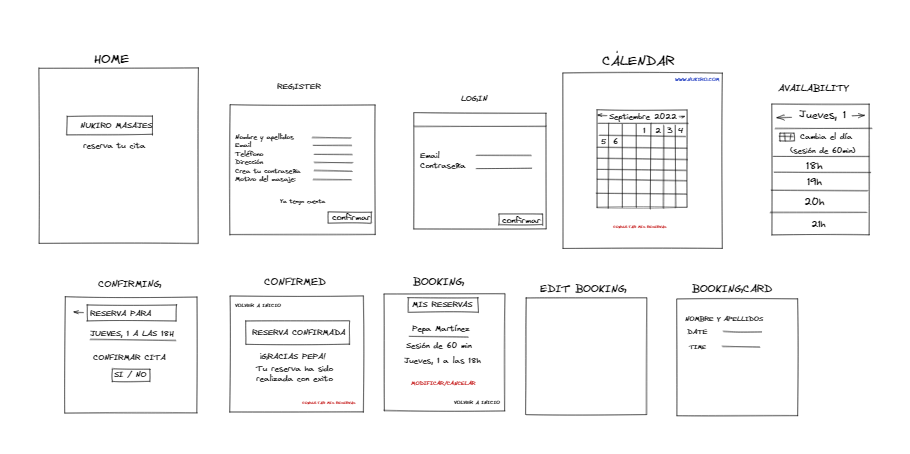 HOME
NUKIRO MASAJES
reserva tu cita
REGISTER
Nombre y apellidos
Email
Teléfono
Dirección
Crea tu contraseña
Motivo del masaje:
Ya tengo cuenta
confirmar
LOGIN
Email
Contraseña
confirmar
CALENDAR
WWW.NUKIRO.COM
← Septiembre 2022 →
1 2 3 4
5 6
AVAILABILITY
← Jueves, 1 →
Cambia el día
(sesión de 60min)
18h
19h
20h
21h
CONFIRMING
← RESERVA PARA
JUEVES, 1 A LAS 18H
CONFIRMAR CITA
SI / NO
CONFIRMED
VOLVER A INICIO
RESERVA CONFIRMADA
¡GRACIAS PEPA!
Tu reserva ha sido
realizada con exito
BOOKING
MIS RESERVAS
Pepa Martínez
Sesión de 60 min
Jueves, 1 a las 18h
MODIFICAR/CANCELAR
VOLVER A INICIO
EDIT BOOKING
BOOKINGCARD
NOMBRE Y APELLIDOS
DATE
TIME